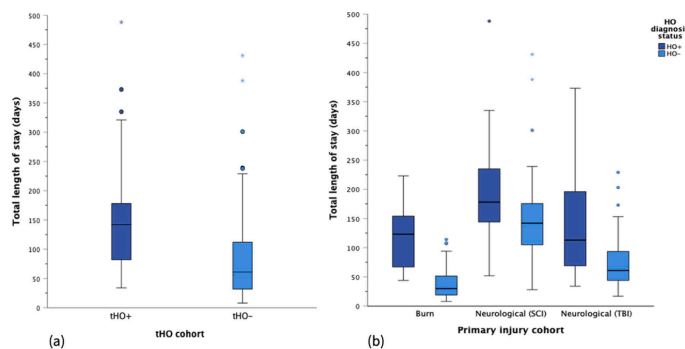 500
450
400
350
300
250
200
150
100
50
0
Total length of stay (days)
tHO+
tHO-
tHO cohort
(a)
500
450
400
350
300
250
200
150
100
50
0
Total length of stay (days)
Burn
Neurological (SCI)
Neurological (TBI)
Primary injury cohort
(b)
HO
diagnosi
status
HO+
HO-